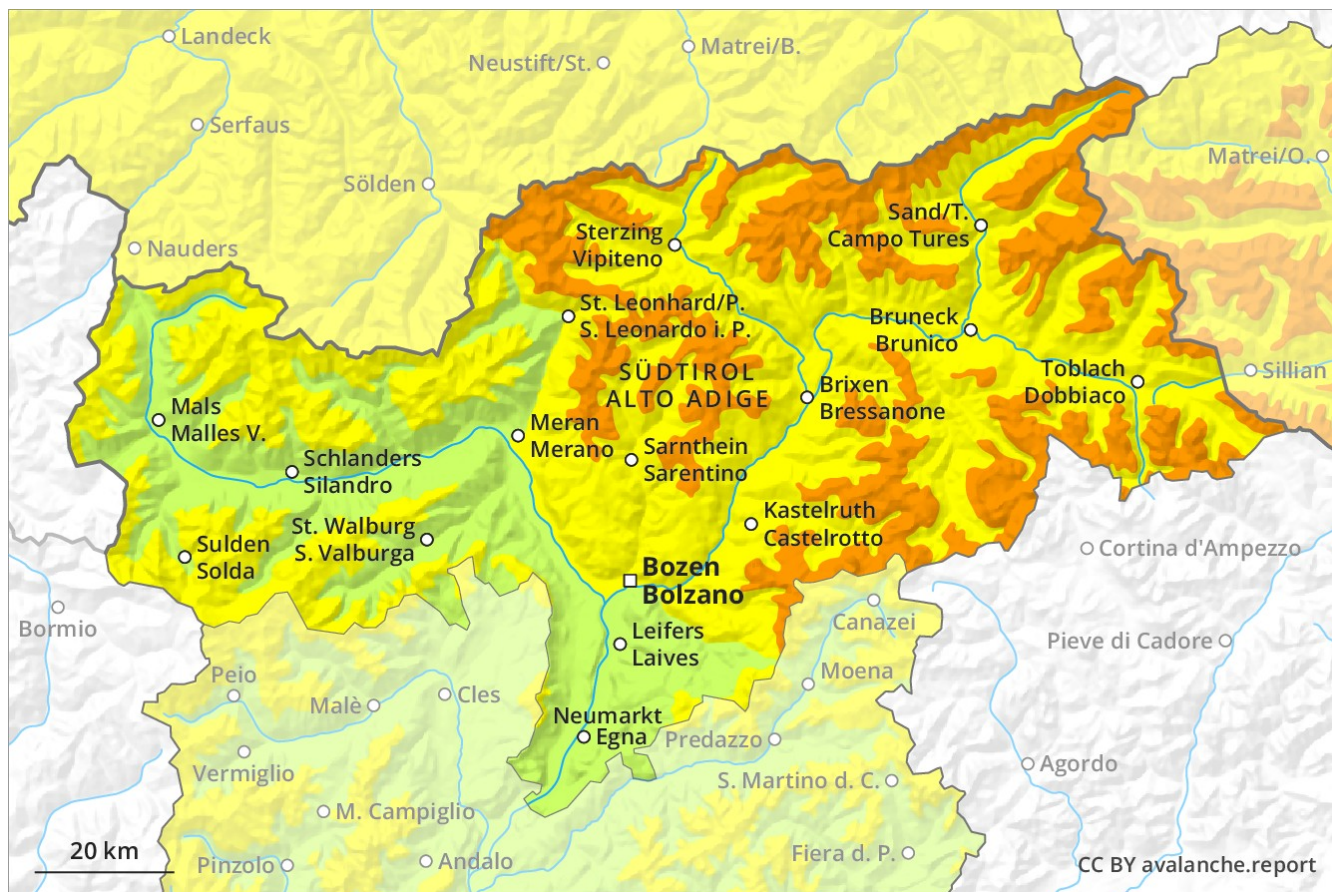 Landeck
Matrei/B.
Neustift/St.
Serfaus
Matrei/O.
Sölden
Sand/T.
Campo Tures
Sterzing
Vipiteno
Nauders
St. Leonhard/P.
S. Leonardo i. P.
Bruneck
Brunico
SÜDTIROL
ALTO ADIGE
Toblach
Dobbiaco
Sillian
Brixen
Bressanone
Mals
Malles V.
Meran
Merano
Sarnthein
Sarentino
Schlanders
Silandro
Kastelruth
Castelrotto
St. Walburg
S. Valburga
Sulden
Solda
Cortina d'Ampezzo
Bozen
Bolzano
Bormio
Canazei
Leifers
Laives
Pieve di Cadore
Peio
Moena
Malè
Cles
Neumarkt
Egna
Predazzo
Vermiglio
Agordo
S. Martino d. C.
M. Campiglio
20 km
Pinzolo
Andalo
Fiera d. P.
CC BY avalanche.report